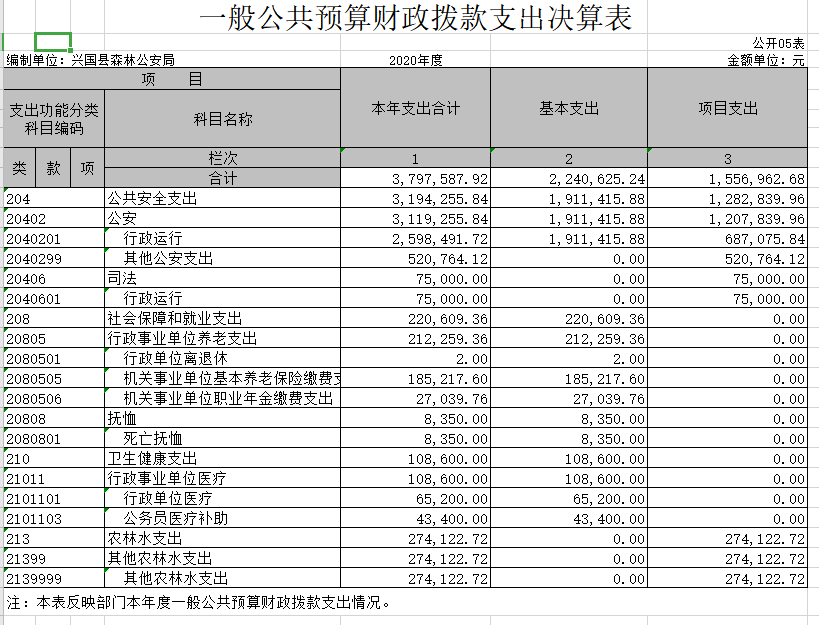 一般公共预算财政拨款支出决算表
公开05表
编制单位：兴国县森林公安局 2020年度 金额单位：元
项 目 本年支出合计 基本支出 项目支出
支出功能分类科目编码 科目名称
类 款 项 栏次 1 2 3
合计 3,797,587.92 2,240,625.24 1,556,962.68
204 公共安全支出 3,194,255.84 1,911,415.88 1,282,839.96
20402 公安 3,119,255.84 1,911,415.88 1,207,839.96
2040201 行政运行 2,598,491.72 1,911,415.88 687,075.84
2040299 其他公安支出 520,764.12 0.00 520,764.12
20406 司法 75,000.00 0.00 75,000.00
2040601 行政运行 75,000.00 0.00 75,000.00
208 社会保障和就业支出 220,609.36 220,609.36 0.00
20805 行政事业单位养老支出 212,259.36 212,259.36 0.00
2080501 行政单位离退休 2.00 2.00 0.00
2080505 机关事业单位基本养老保险缴费支 185,217.60 185,217.60 0.00
2080506 机关事业单位职业年金缴费支出 27,039.76 27,039.76 0.00
20808 抚恤 8,350.00 8,350.00 0.00
2080801 死亡抚恤 8,350.00 8,350.00 0.00
210 卫生健康支出 108,600.00 108,600.00 0.00
21011 行政事业单位医疗 108,600.00 108,600.00 0.00
2101101 行政单位医疗 65,200.00 65,200.00 0.00
2101103 公务员医疗补助 43,400.00 43,400.00 0.00
213 农林水支出 274,122.72 0.00 274,122.72
21399 其他农林水支出 274,122.72 0.00 274,122.72
2139999 其他农林水支出 274,122.72 0.00 274,122.72
注：本表反映部门本年度一般公共预算财政拨款支出情况。